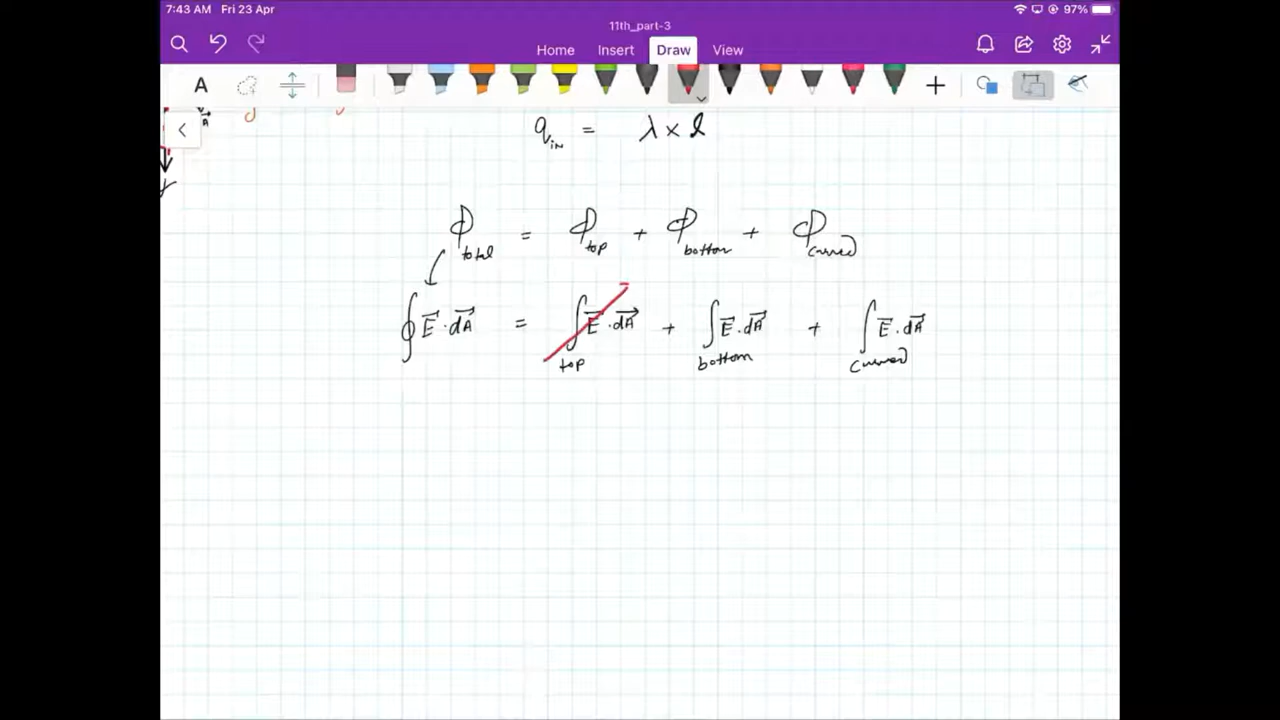 7:43 AM Fri 23 Apr 97%
11th_part-3
Home Insert Draw View
A
q_in = λ × l
Φ_total = Φ_top + Φ_bottom + Φ_curved
∮ E⃗ · dA⃗ = ∫_top E⃗ · dA⃗ + ∫_bottom E⃗ · dA⃗ + ∫_curved E⃗ · dA⃗